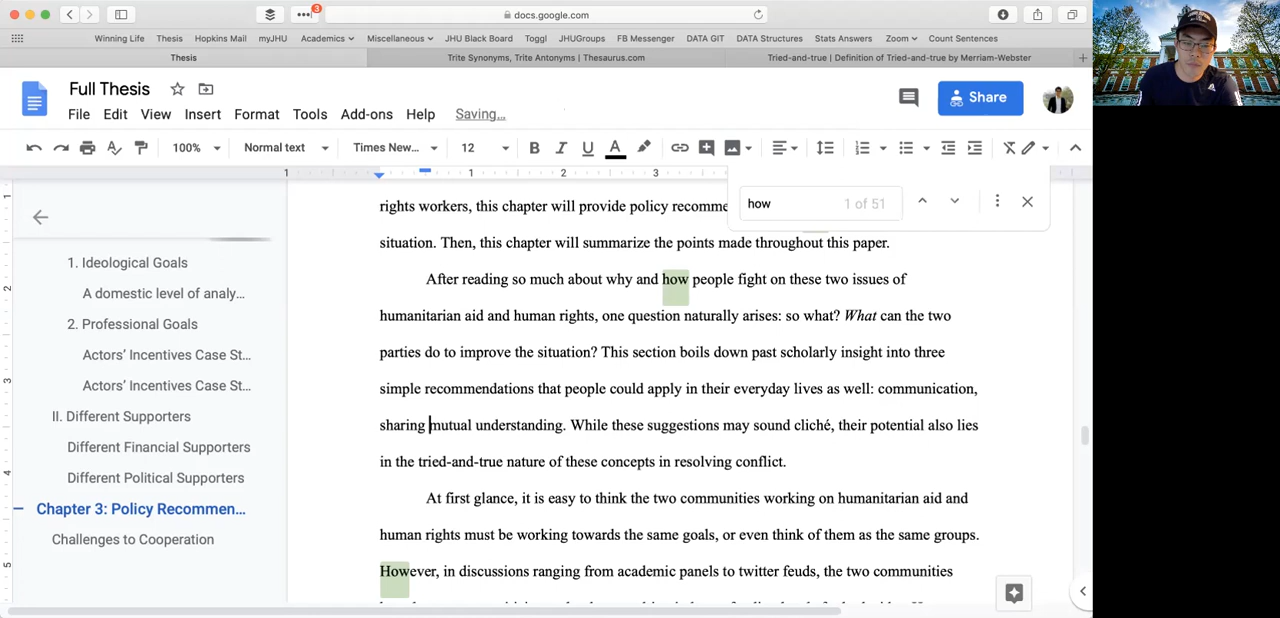 3
docs.google.com
Winning Life Thesis Hopkins Mail myJHU Academics Miscellaneous JHU Black Board Toggl JHUGroups FB Messenger DATA GIT DATA Structures Stats Answers Zoom Count Sentences
Thesis Trite Synonyms, Trite Antonyms | Thesaurus.com Tried-and-true | Definition of Tried-and-true by Merriam-Webster
Full Thesis
Share
File Edit View Insert Format Tools Add-ons Help Saving...
100% Normal text Times New... 12 B I U A
1 1 2 3
how 1 of 51
1. Ideological Goals
A domestic level of analy...
2. Professional Goals
Actors' Incentives Case St...
Actors' Incentives Case St...
II. Different Supporters
Different Financial Supporters
Different Political Supporters
Chapter 3: Policy Recommen...
Challenges to Cooperation
1
2
3
4
5
rights workers, this chapter will provide policy recomme
situation. Then, this chapter will summarize the points made throughout this paper.
After reading so much about why and how people fight on these two issues of
humanitarian aid and human rights, one question naturally arises: so what? What can the two
parties do to improve the situation? This section boils down past scholarly insight into three
simple recommendations that people could apply in their everyday lives as well: communication,
sharing mutual understanding. While these suggestions may sound cliché, their potential also lies
in the tried-and-true nature of these concepts in resolving conflict.
At first glance, it is easy to think the two communities working on humanitarian aid and
human rights must be working towards the same goals, or even think of them as the same groups.
However, in discussions ranging from academic panels to twitter feuds, the two communities